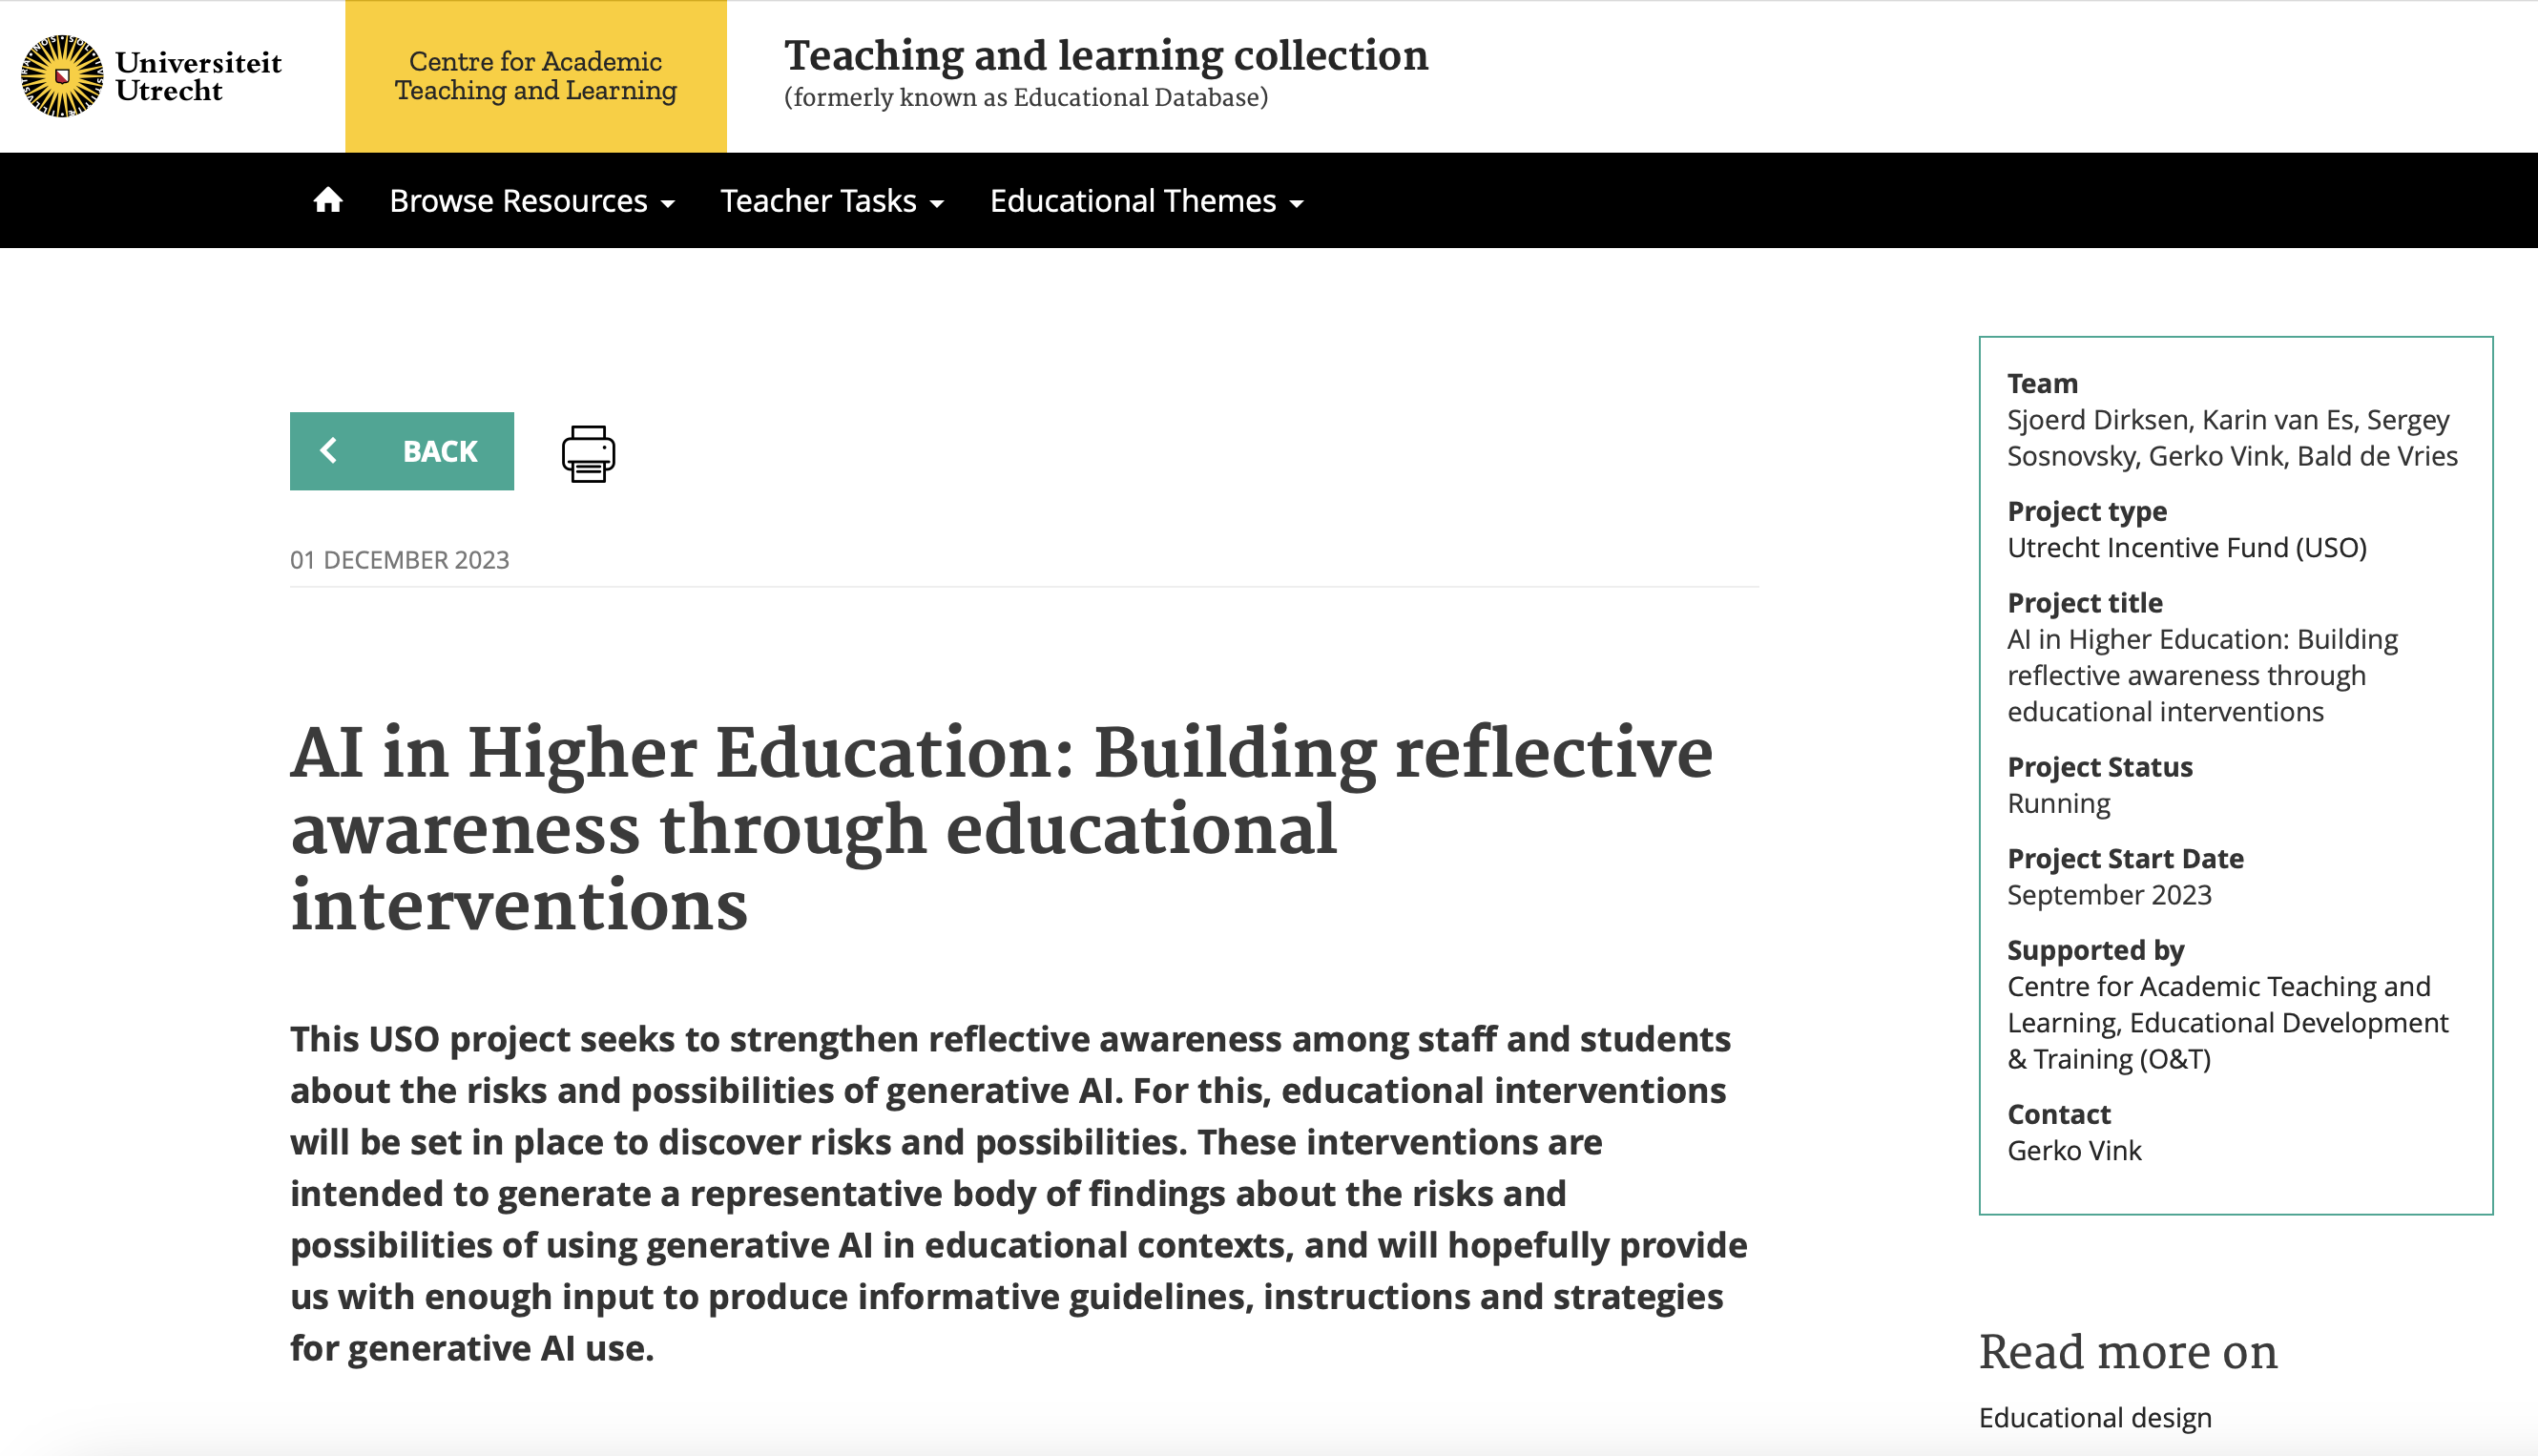 Universiteit
Utrecht
Centre for Academic
Teaching and Learning
Teaching and learning collection
(formerly known as Educational Database)
Browse Resources
Teacher Tasks
Educational Themes
BACK
01 DECEMBER 2023
AI in Higher Education: Building reflective
awareness through educational
interventions
This USO project seeks to strengthen reflective awareness among staff and students
about the risks and possibilities of generative AI. For this, educational interventions
will be set in place to discover risks and possibilities. These interventions are
intended to generate a representative body of findings about the risks and
possibilities of using generative AI in educational contexts, and will hopefully provide
us with enough input to produce informative guidelines, instructions and strategies
for generative AI use.
Team
Sjoerd Dirksen, Karin van Es, Sergey
Sosnovsky, Gerko Vink, Bald de Vries
Project type
Utrecht Incentive Fund (USO)
Project title
AI in Higher Education: Building
reflective awareness through
educational interventions
Project Status
Running
Project Start Date
September 2023
Supported by
Centre for Academic Teaching and
Learning, Educational Development
& Training (O&T)
Contact
Gerko Vink
Read more on
Educational design